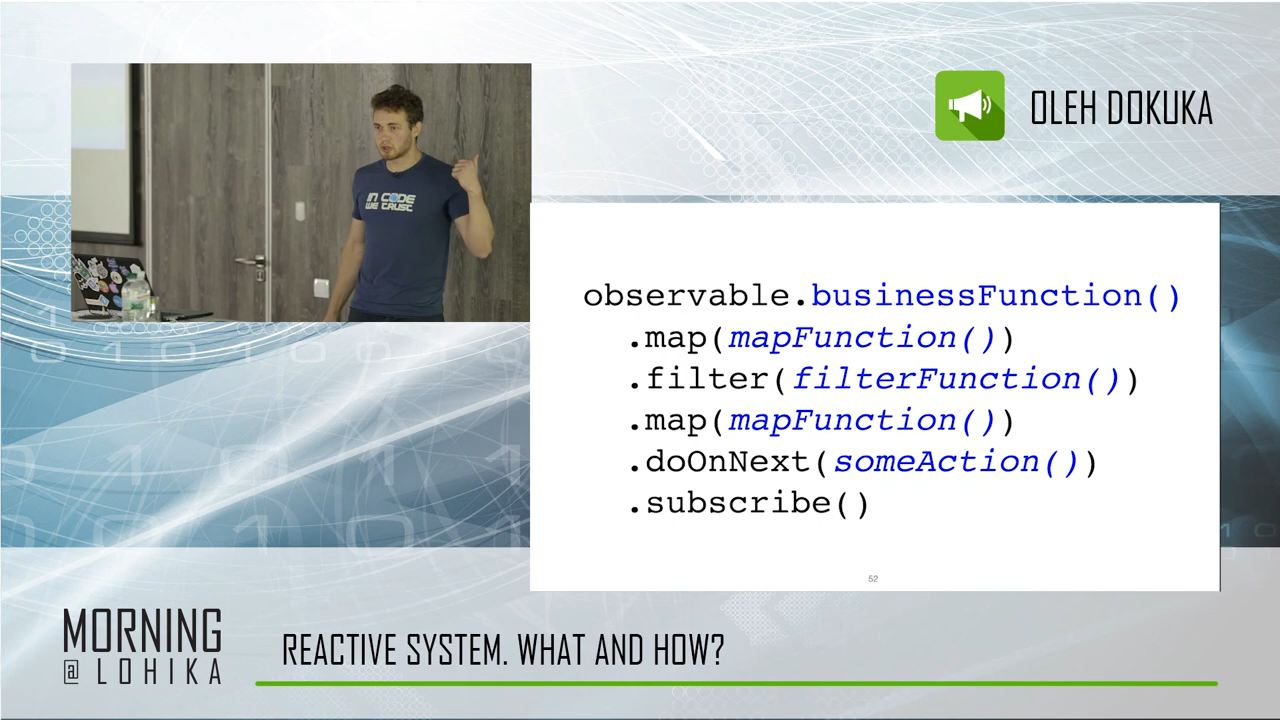 OLEH DOKUKA
IN CODE
WE TRUST
observable.businessFunction()
.map(mapFunction())
.filter(filterFunction())
.map(mapFunction())
.doOnNext(someAction())
.subscribe()
52
MORNING
@ LOHIKA
REACTIVE SYSTEM. WHAT AND HOW?